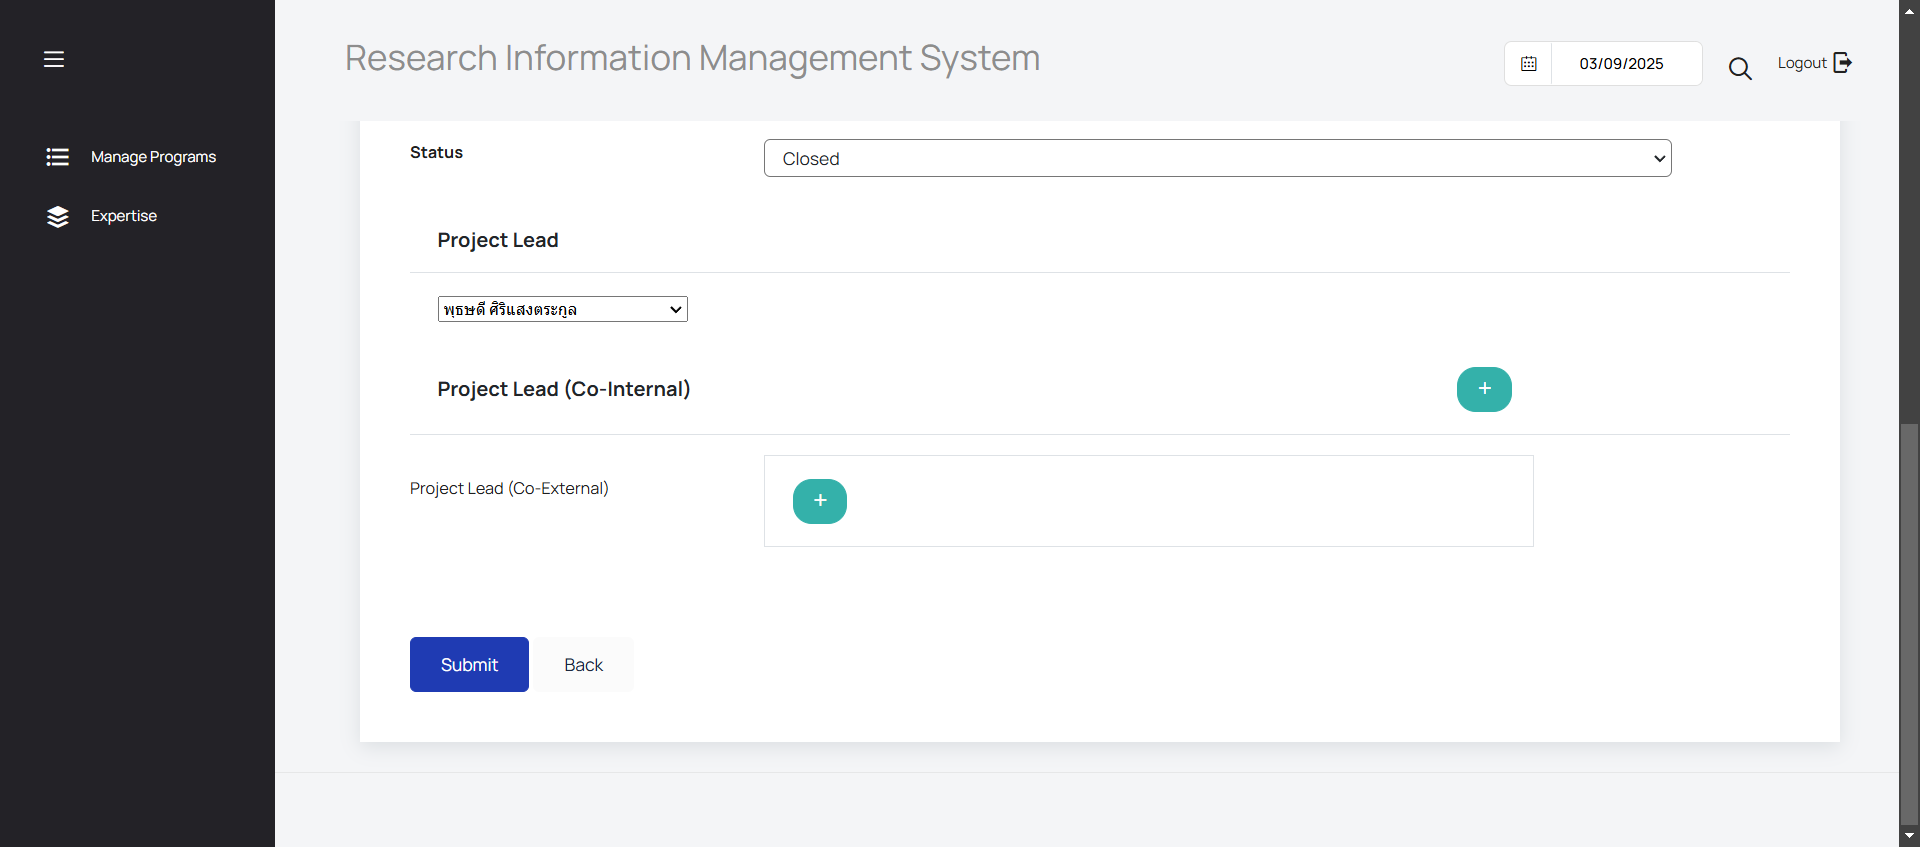 Research Information Management System
03/09/2025
Logout
Manage Programs
Expertise
Status
Closed
Project Lead
พุธษดี ศิริแสงตระกูล
Project Lead (Co-Internal)
+
Project Lead (Co-External)
+
Submit
Back